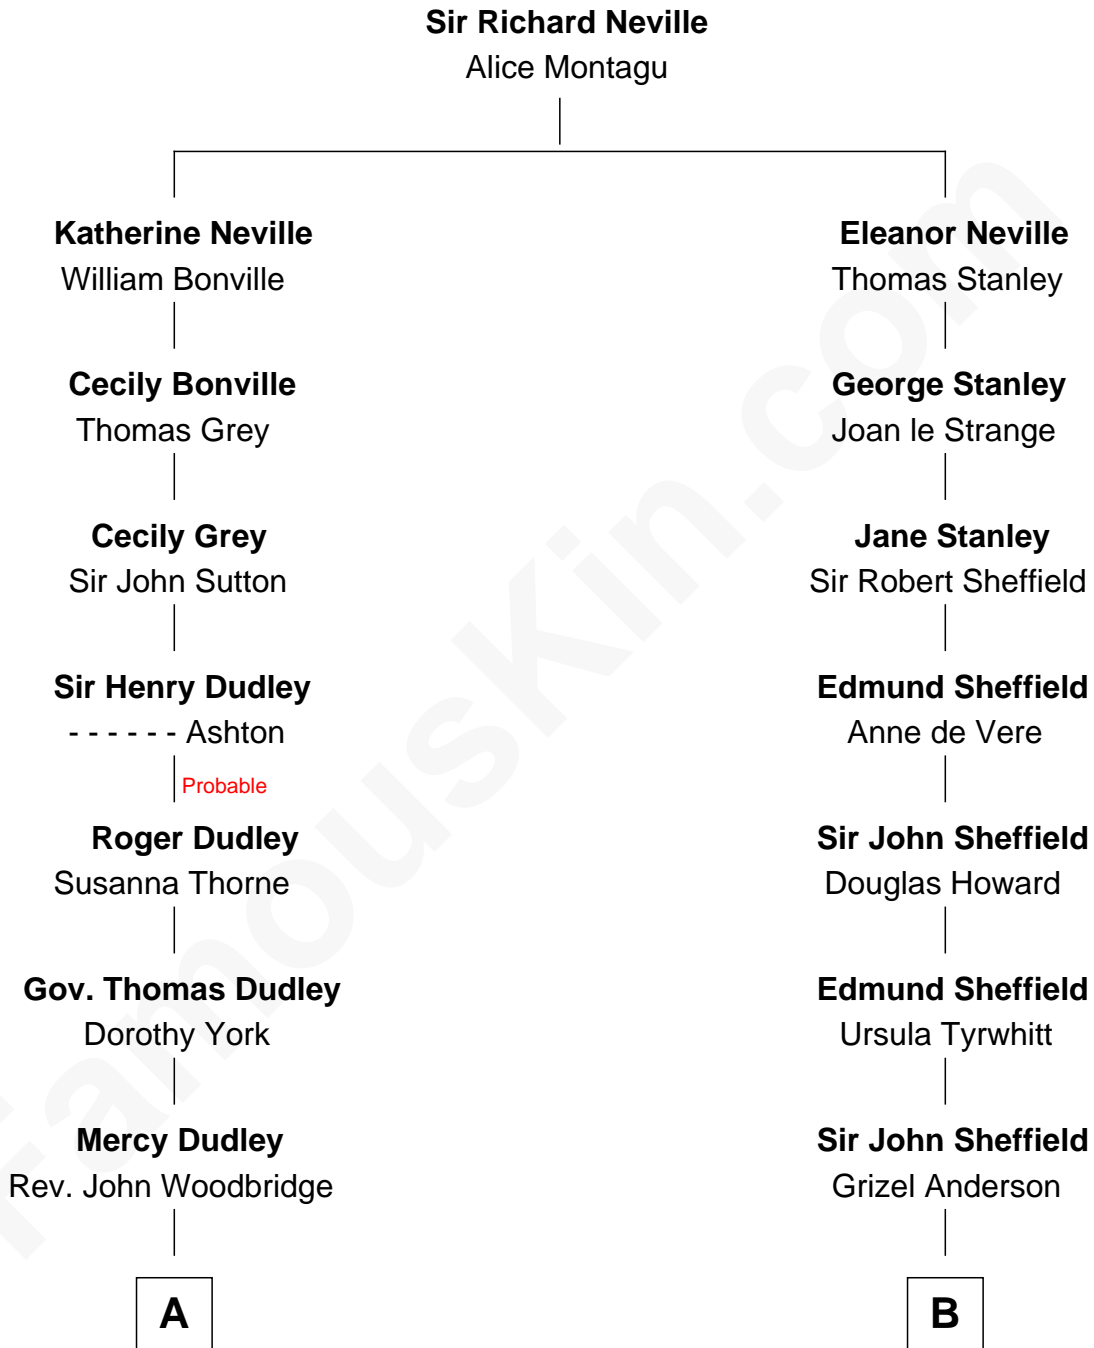 Sir Richard Neville
Alice Montagu
Katherine Neville
William Bonville
Eleanor Neville
Thomas Stanley
Cecily Bonville
Thomas Grey
George Stanley
Joan le Strange
Cecily Grey
Sir John Sutton
Jane Stanley
Sir Robert Sheffield
Sir Henry Dudley
- - - - - - Ashton
Probable
Edmund Sheffield
Anne de Vere
Roger Dudley
Susanna Thorne
Sir John Sheffield
Douglas Howard
Gov. Thomas Dudley
Dorothy York
Edmund Sheffield
Ursula Tyrwhitt
Mercy Dudley
Rev. John Woodbridge
Sir John Sheffield
Grizel Anderson
A
B
FamousKin.com